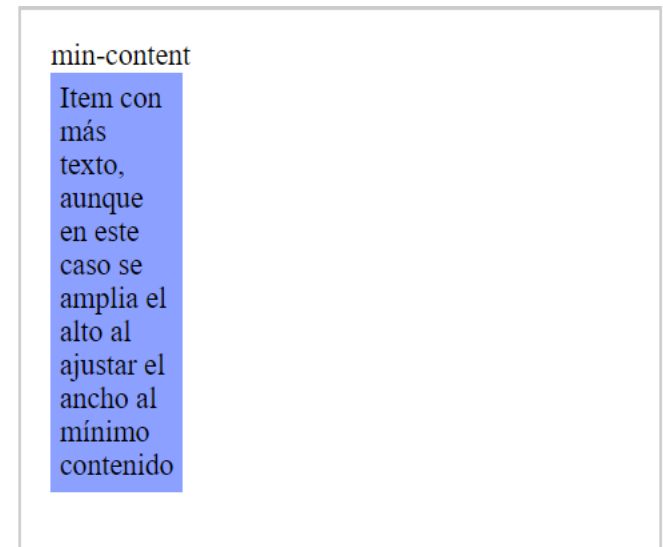 min-content
Item con
más
texto,
aunque
en este
caso se
amplia el
alto al
ajustar el
ancho al
mínimo
contenido